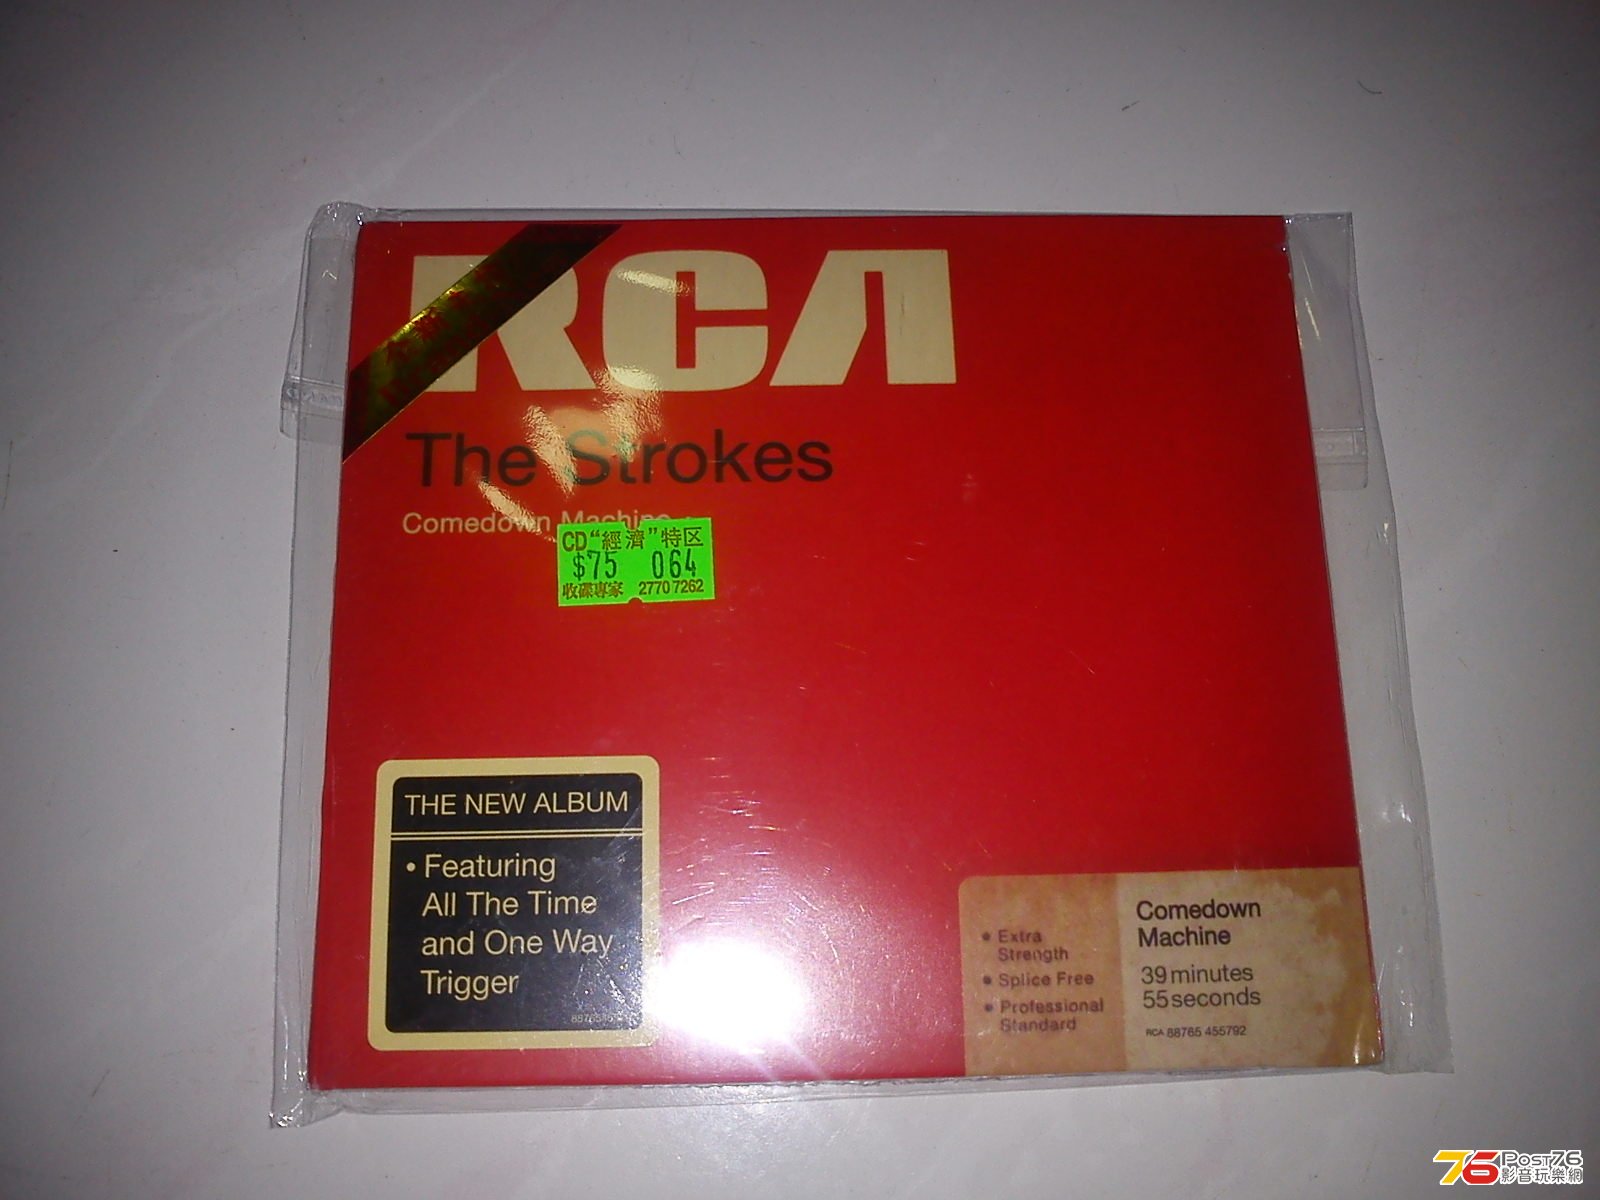 RCA
The Strokes
Comedown Machine
CD“經濟”特区
$75 064
收碟專家 2770 7262
THE NEW ALBUM
• Featuring
All The Time
and One Way
Trigger
• Extra
Strength
• Splice Free
• Professional
Standard
Comedown
Machine
39 minutes
55 seconds
RCA 88765 455792
76 Post76
影音玩樂網